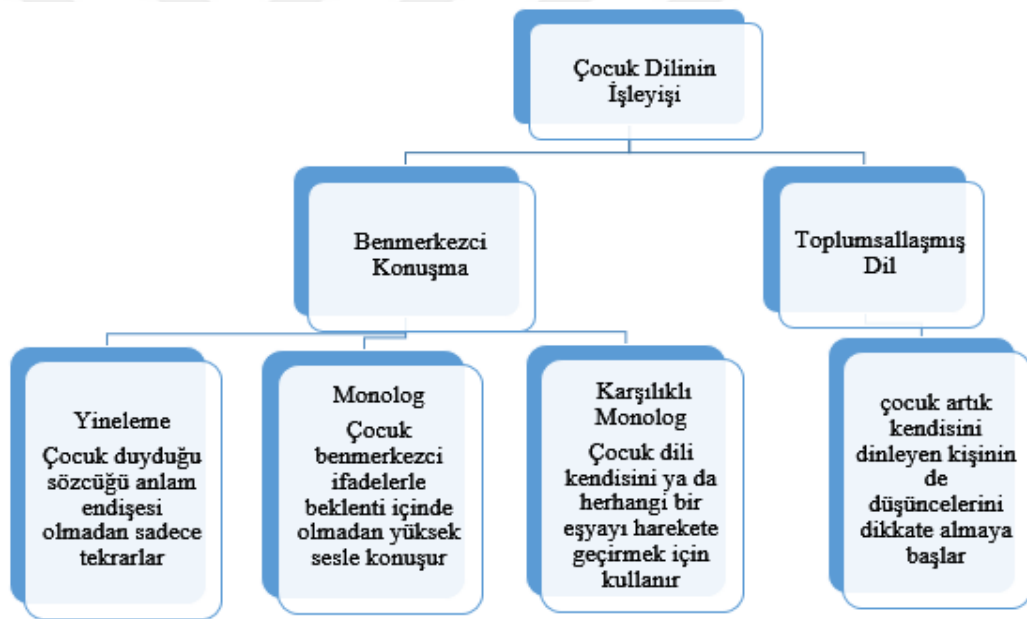 Çocuk Dilinin
İşleyişi
Benmerkezci
Konuşma
Toplumsallaşmış
Dil
Yineleme
Çocuk duyduğu
sözcüğü anlam
endişesi
olmadan sadece
tekrarlar
Monolog
Çocuk
benmerkezci
ifadelerle
beklenti içinde
olmadan yüksek
sesle konuşur
Karşılıklı
Monolog
Çocuk dili
kendisini ya da
herhangi bir
eşyayı harekete
geçirmek için
kullanır
çocuk artık
kendisini
dinleyen kişinin
de
düşüncelerini
dikkate almaya
başlar